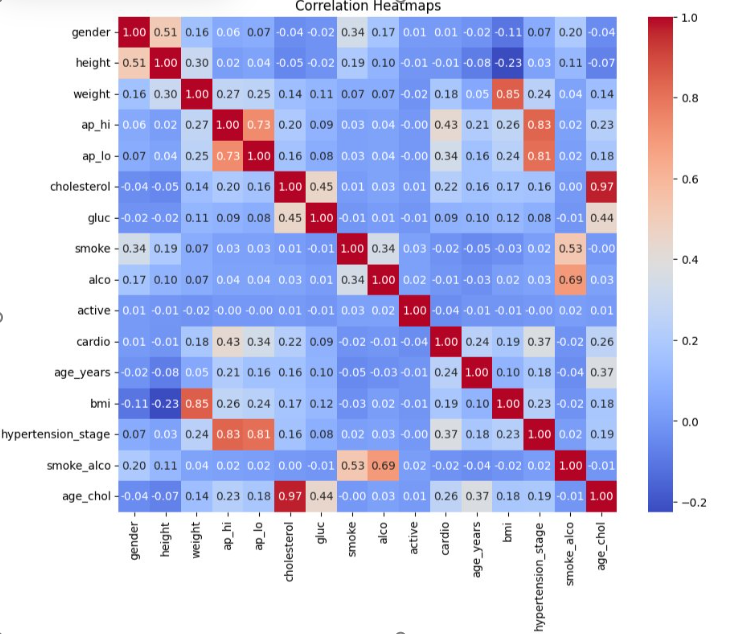 Correlation Heatmaps
gender 1.00 0.51 0.16 0.06 0.07 -0.04 -0.02 0.34 0.17 0.01 0.01 -0.02 -0.11 0.07 0.20 -0.04
height 0.51 1.00 0.30 0.02 0.04 -0.05 -0.02 0.19 0.10 -0.01 -0.01 -0.08 -0.23 0.03 0.11 -0.07
weight 0.16 0.30 1.00 0.27 0.25 0.14 0.11 0.07 0.07 -0.02 0.18 0.05 0.85 0.24 0.04 0.14
ap_hi 0.06 0.02 0.27 1.00 0.73 0.20 0.09 0.03 0.04 -0.00 0.43 0.21 0.26 0.83 0.02 0.23
ap_lo 0.07 0.04 0.25 0.73 1.00 0.16 0.08 0.03 0.04 -0.00 0.34 0.16 0.24 0.81 0.02 0.18
cholesterol -0.04 -0.05 0.14 0.20 0.16 1.00 0.45 0.01 0.03 0.01 0.22 0.16 0.17 0.16 0.00 0.97
gluc -0.02 -0.02 0.11 0.09 0.08 0.45 1.00 -0.01 0.01 -0.01 0.09 0.10 0.12 0.08 -0.01 0.44
smoke 0.34 0.19 0.07 0.03 0.03 0.01 -0.01 1.00 0.34 0.03 -0.02 -0.05 -0.03 0.02 0.53 -0.00
alco 0.17 0.10 0.07 0.04 0.04 0.03 0.01 0.34 1.00 0.02 -0.01 -0.03 0.02 0.03 0.69 0.03
active 0.01 -0.01 -0.02 -0.00 -0.00 0.01 -0.01 0.03 0.02 1.00 -0.04 -0.01 -0.01 -0.00 0.02 0.01
cardio 0.01 -0.01 0.18 0.43 0.34 0.22 0.09 -0.02 -0.01 -0.04 1.00 0.24 0.19 0.37 -0.02 0.26
age_years -0.02 -0.08 0.05 0.21 0.16 0.16 0.10 -0.05 -0.03 -0.01 0.24 1.00 0.10 0.18 -0.04 0.37
bmi -0.11 -0.23 0.85 0.26 0.24 0.17 0.12 -0.03 0.02 -0.01 0.19 0.10 1.00 0.23 -0.02 0.18
hypertension_stage 0.07 0.03 0.24 0.83 0.81 0.16 0.08 0.02 0.03 -0.00 0.37 0.18 0.23 1.00 0.02 0.19
smoke_alco 0.20 0.11 0.04 0.02 0.02 0.00 -0.01 0.53 0.69 0.02 -0.02 -0.04 -0.02 0.02 1.00 -0.01
age_chol -0.04 -0.07 0.14 0.23 0.18 0.97 0.44 -0.00 0.03 0.01 0.26 0.37 0.18 0.19 -0.01 1.00
gender height weight ap_hi ap_lo cholesterol gluc smoke alco active cardio age_years bmi hypertension_stage smoke_alco age_chol
1.0
0.8
0.6
0.4
0.2
0.0
−0.2